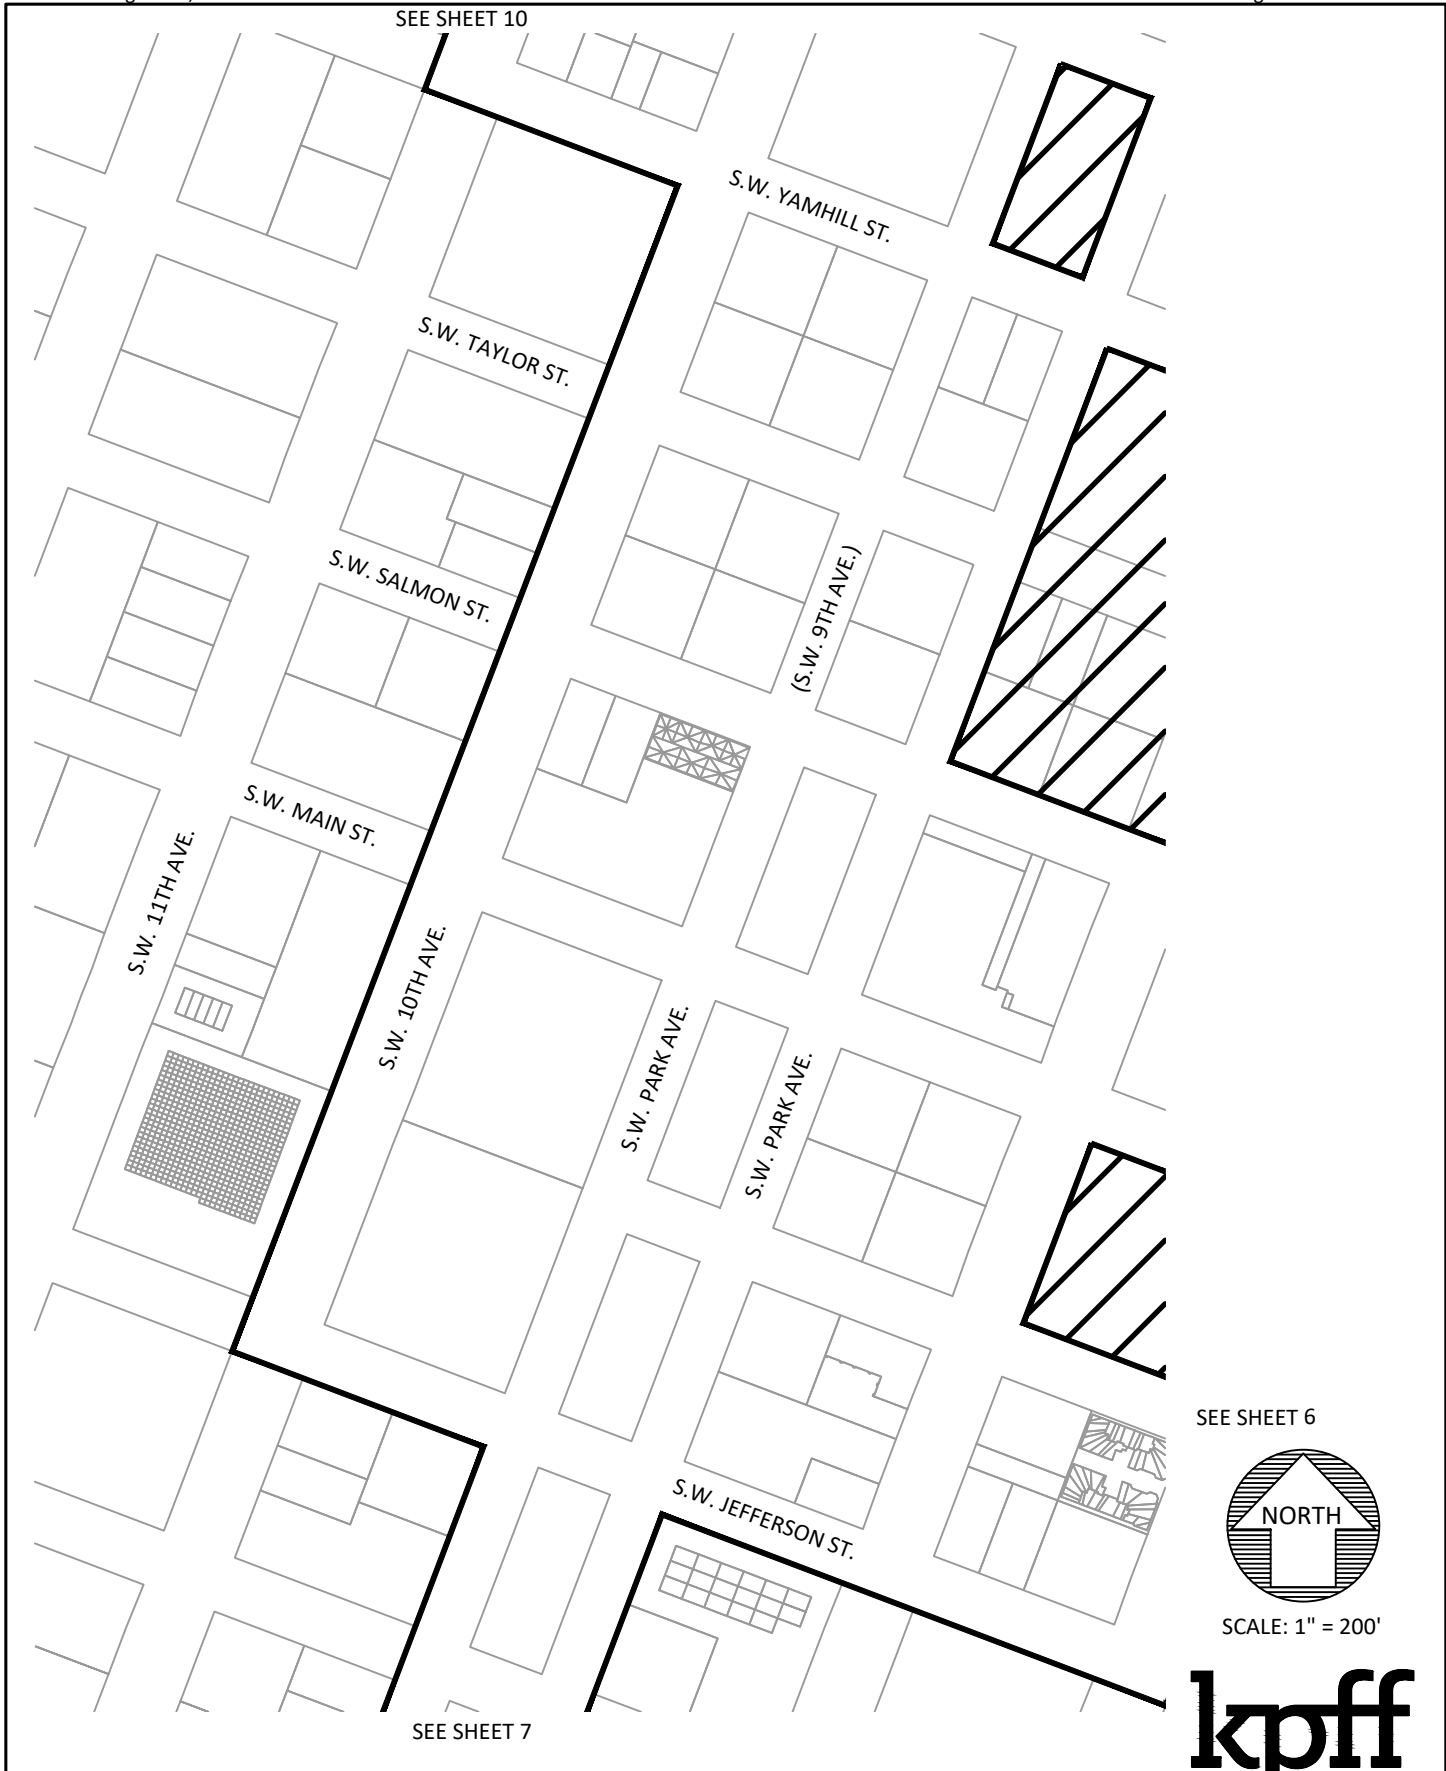 SEE SHEET 10
S.W. YAMHILL ST.
S.W. TAYLOR ST.
S.W. SALMON ST.
(S.W. 9TH AVE.)
S.W. MAIN ST.
S.W. 11TH AVE.
S.W. 10TH AVE.
S.W. PARK AVE.
S.W. PARK AVE.
SEE SHEET 6
S.W. JEFFERSON ST.
NORTH
SCALE: 1" = 200'
SEE SHEET 7
kpff